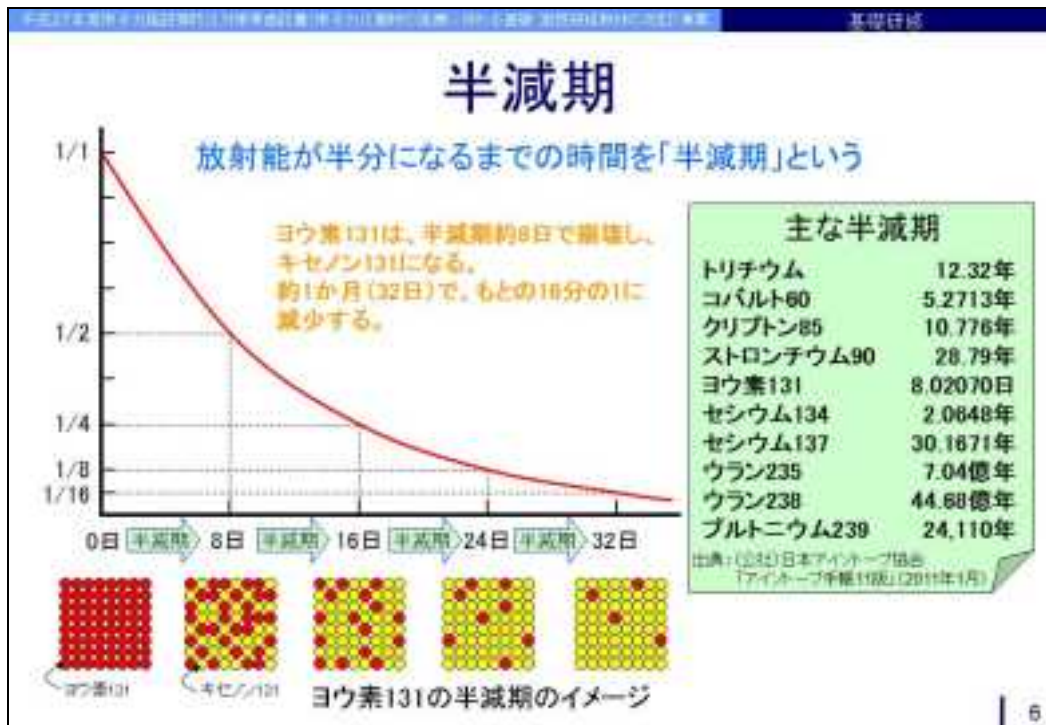 基礎研修
半減期
放射能が半分になるまでの時間を「半減期」という
1/1
1/2
1/4
1/8
1/16
ヨウ素131は、半減期約8日で崩壊し、
キセノン131になる。
約1か月(32日)で、もとの16分の1に
減少する。
主な半減期
トリチウム 12.32年
コバルト60 5.2713年
クリプトン85 10.776年
ストロンチウム90 28.79年
ヨウ素131 8.02070日
セシウム134 2.0648年
セシウム137 30.1671年
ウラン235 7.04億年
ウラン238 44.68億年
プルトニウム239 24,110年
出典:(公社)日本アイソトープ協会
「アイソトープ手帳11版」(2011年1月)
0日 半減期 8日 半減期 16日 半減期 24日 半減期 32日
ヨウ素131 キセノン131
ヨウ素131の半減期のイメージ
6